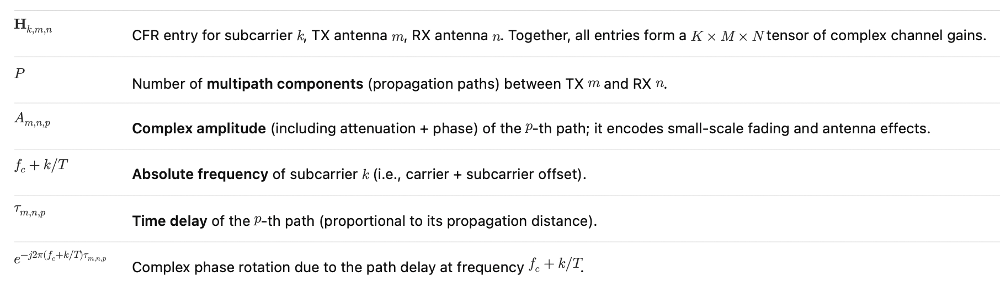 H_{k,m,n} CFR entry for subcarrier k, TX antenna m, RX antenna n. Together, all entries form a K × M × N tensor of complex channel gains.
P Number of multipath components (propagation paths) between TX m and RX n.
A_{m,n,p} Complex amplitude (including attenuation + phase) of the p-th path; it encodes small-scale fading and antenna effects.
f_c + k/T Absolute frequency of subcarrier k (i.e., carrier + subcarrier offset).
τ_{m,n,p} Time delay of the p-th path (proportional to its propagation distance).
e^{−j2π(f_c+k/T)τ_{m,n,p}} Complex phase rotation due to the path delay at frequency f_c + k/T.